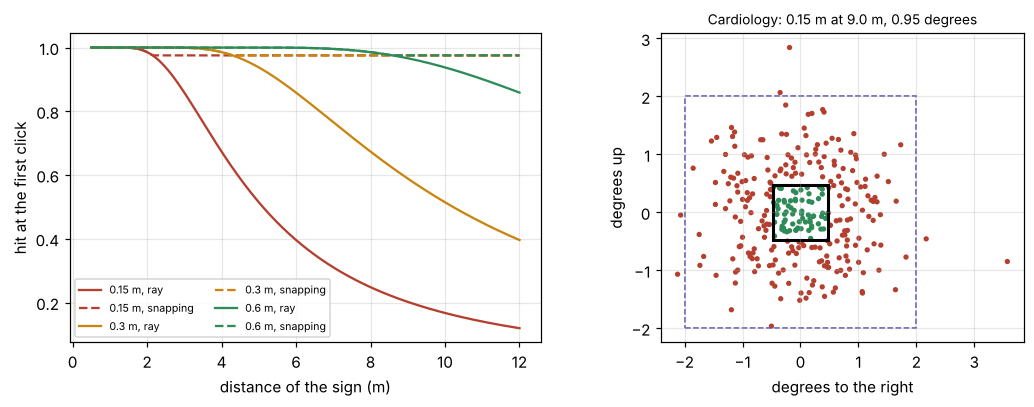 hit at the first click
1.0
0.8
0.6
0.4
0.2
0.15 m, ray
0.15 m, snapping
0.3 m, ray
0.3 m, snapping
0.6 m, ray
0.6 m, snapping
0
2
4
6
8
10
12
distance of the sign (m)
Cardiology: 0.15 m at 9.0 m, 0.95 degrees
degrees up
3
2
1
0
−1
−2
−2
−1
0
1
2
3
degrees to the right